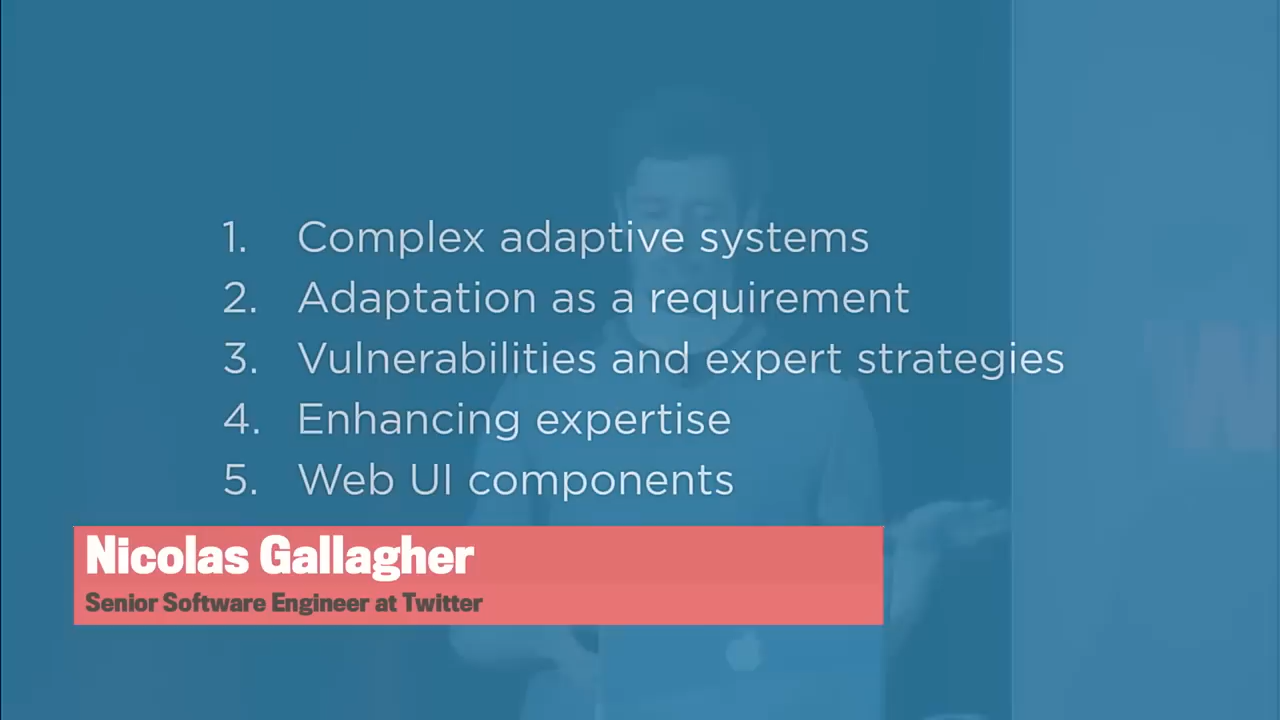 1. Complex adaptive systems
2. Adaptation as a requirement
3. Vulnerabilities and expert strategies
4. Enhancing expertise
5. Web UI components
Nicolas Gallagher
Senior Software Engineer at Twitter